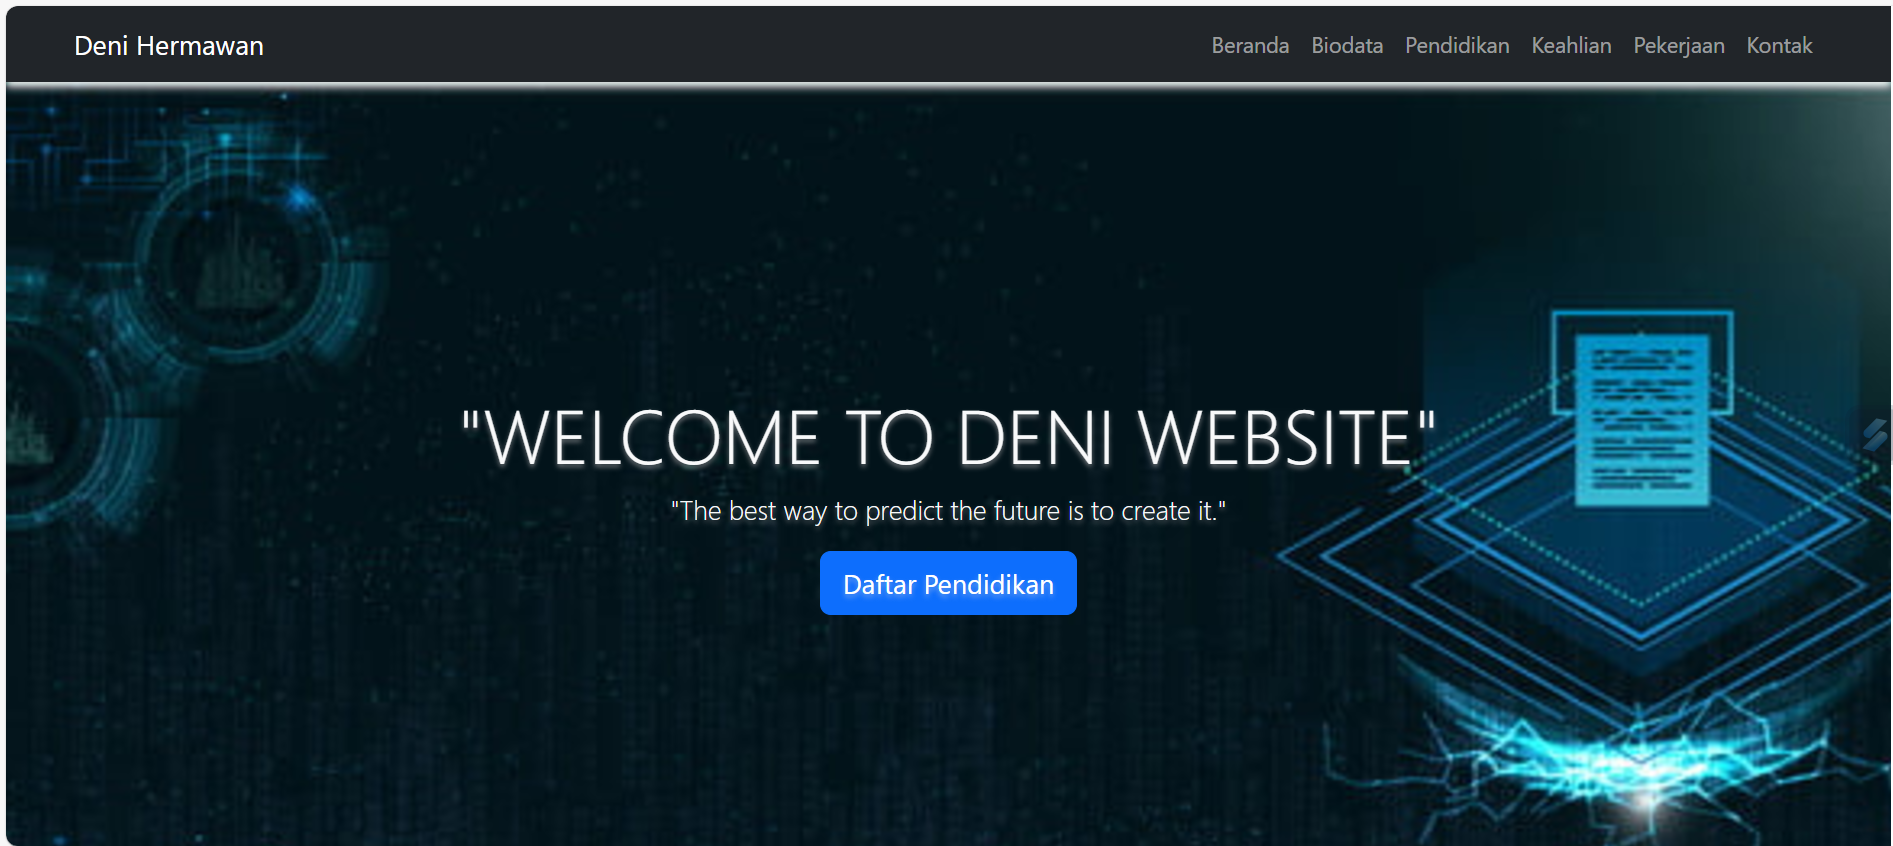 Deni Hermawan
Beranda Biodata Pendidikan Keahlian Pekerjaan Kontak
"WELCOME TO DENI WEBSITE"
"The best way to predict the future is to create it."
Daftar Pendidikan